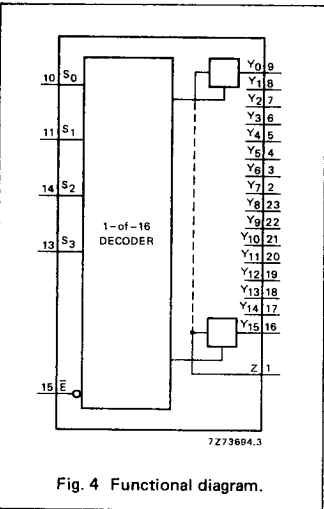 10 S0
11 S1
14 S2
13 S3
15 E̅
1-of-16
DECODER
Y0 9
Y1 8
Y2 7
Y3 6
Y4 5
Y5 4
Y6 3
Y7 2
Y8 23
Y9 22
Y10 21
Y11 20
Y12 19
Y13 18
Y14 17
Y15 16
Z 1
7Z73694.3
Fig. 4 Functional diagram.